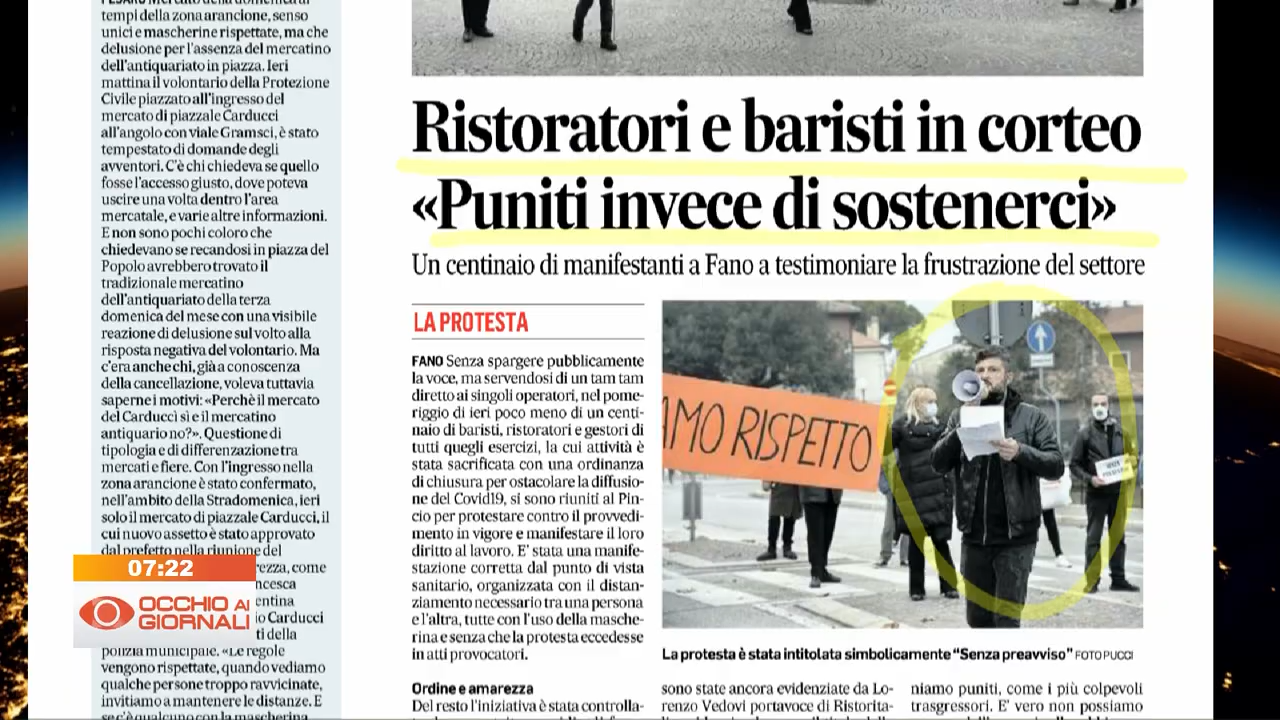 tempi della zona arancione, senso
unici e mascherine rispettate, ma che
delusione per l'assenza del mercatino
dell'antiquariato in piazza. Ieri
mattina il volontario della Protezione
Civile piazzato all'ingresso del
mercato di piazzale Carducci
all'angolo con viale Gramsci, è stato
tempestato di domande degli
avventori. C'è chi chiedeva se quello
fosse l'accesso giusto, dove poteva
uscire una volta dentro l'area
mercatale, e varie altre informazioni.
E non sono pochi coloro che
chiedevano se recandosi in piazza del
Popolo avrebbero trovato il
tradizionale mercatino
dell'antiquariato della terza
domenica del mese con una visibile
reazione di delusione sul volto alla
risposta negativa del volontario. Ma
c'era anche chi, già a conoscenza
della cancellazione, voleva tuttavia
saperne i motivi: «Perchè il mercato
del Carducci sì e il mercatino
antiquario no?». Questione di
tipologia e di differenzazione tra
mercati e fiere. Con l'ingresso nella
zona arancione è stato confermato,
nell'ambito della Stradomenica, ieri
solo il mercato di piazzale Carducci, il
cui nuovo assetto è stato approvato
dal prefetto nella riunione del
rezza, come
ncesca
entina
io Carducci
ti della
polizia municipale. «Le regole
vengono rispettate, quando vediamo
qualche persone troppo ravvicinate,
invitiamo a mantenere le distanze. E
se c'è qualcuno con la mascherina
07:22
OCCHIO AI
GIORNALI
Ristoratori e baristi in corteo
«Puniti invece di sostenerci»
Un centinaio di manifestanti a Fano a testimoniare la frustrazione del settore
LA PROTESTA
FANO Senza spargere pubblicamente
la voce, ma servendosi di un tam tam
diretto ai singoli operatori, nel pome-
riggio di ieri poco meno di un centi-
naio di baristi, ristoratori e gestori di
tutti quegli esercizi, la cui attività è
stata sacrificata con una ordinanza
di chiusura per ostacolare la diffusio-
ne del Covid19, si sono riuniti al Pin-
cio per protestare contro il provvedi-
mento in vigore e manifestare il loro
diritto al lavoro. E' stata una manife-
stazione corretta dal punto di vista
sanitario, organizzata con il distan-
ziamento necessario tra una persona
e l'altra, tutte con l'uso della masche-
rina e senza che la protesta eccedesse
in atti provocatori.
Ordine e amarezza
Del resto l'iniziativa è stata controlla-
AMO RISPETTO
La protesta è stata intitolata simbolicamente “Senza preavviso” FOTO PUCCI
sono state ancora evidenziate da Lo-
renzo Vedovi portavoce di Ristorita-
niamo puniti, come i più colpevoli
trasgressori. E' vero non possiamo